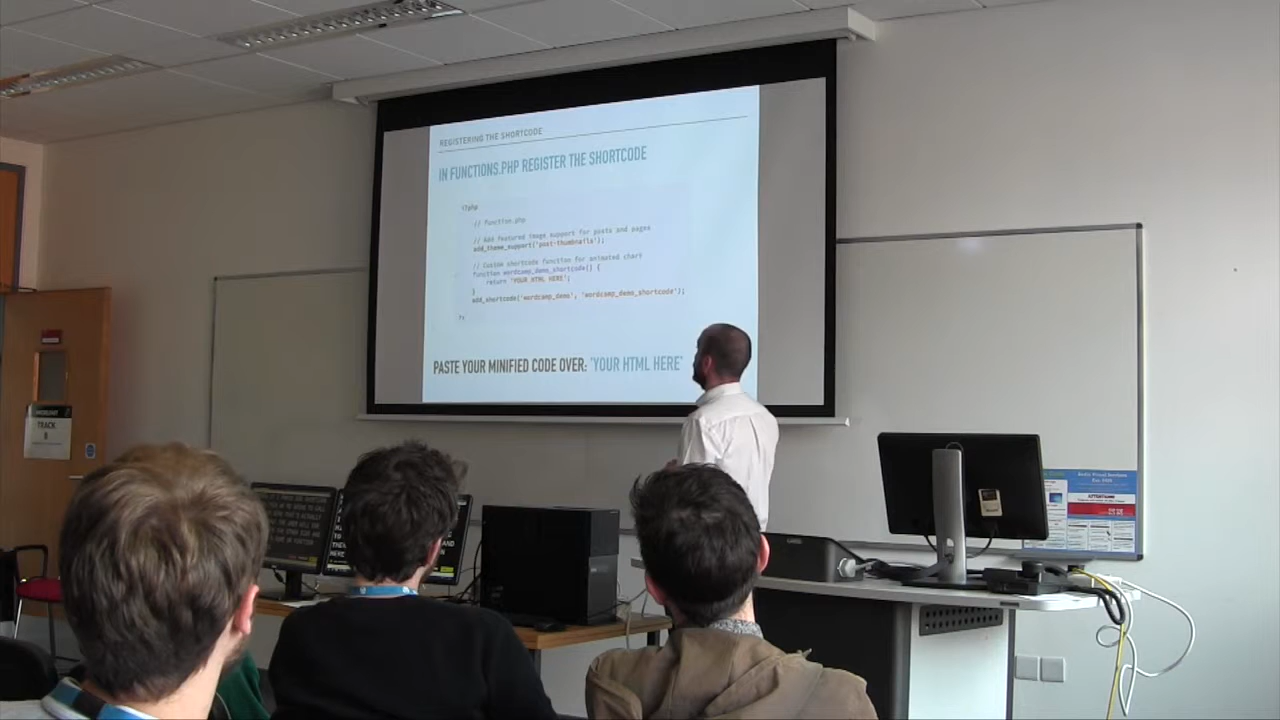 REGISTERING THE SHORTCODE
IN FUNCTIONS.PHP REGISTER THE SHORTCODE
<?php
// function.php
// Add featured image support for posts and pages
add_theme_support('post-thumbnails');
// Custom shortcode function for animated chart
function wordcamp_demo_shortcode() {
return 'YOUR HTML HERE';
}
add_shortcode('wordcamp_demo', 'wordcamp_demo_shortcode');
?>
PASTE YOUR MINIFIED CODE OVER: 'YOUR HTML HERE'
TRACK
B
ATTENTION